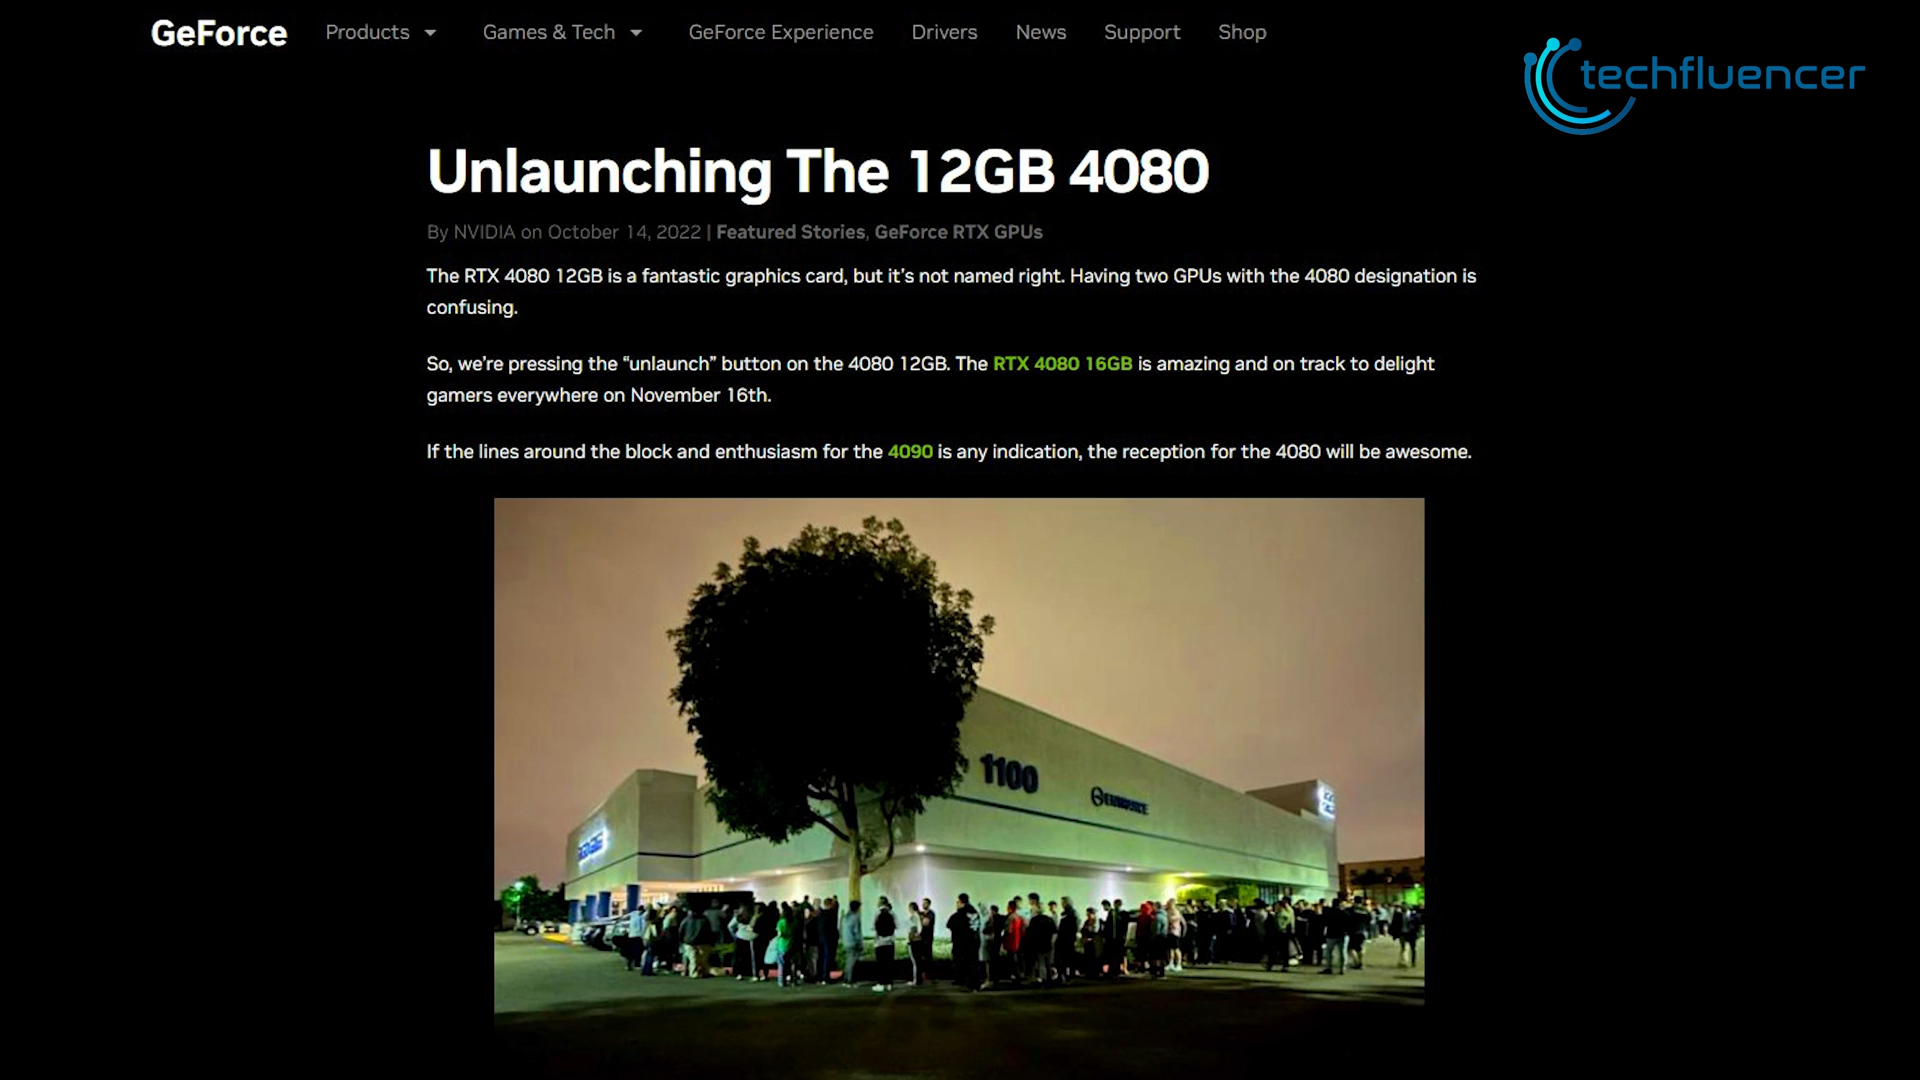 GeForce Products Games & Tech GeForce Experience Drivers News Support Shop
techfluencer
Unlaunching The 12GB 4080
By NVIDIA on October 14, 2022 | Featured Stories, GeForce RTX GPUs
The RTX 4080 12GB is a fantastic graphics card, but it’s not named right. Having two GPUs with the 4080 designation is
confusing.
So, we’re pressing the “unlaunch” button on the 4080 12GB. The RTX 4080 16GB is amazing and on track to delight
gamers everywhere on November 16th.
If the lines around the block and enthusiasm for the 4090 is any indication, the reception for the 4080 will be awesome.
1100